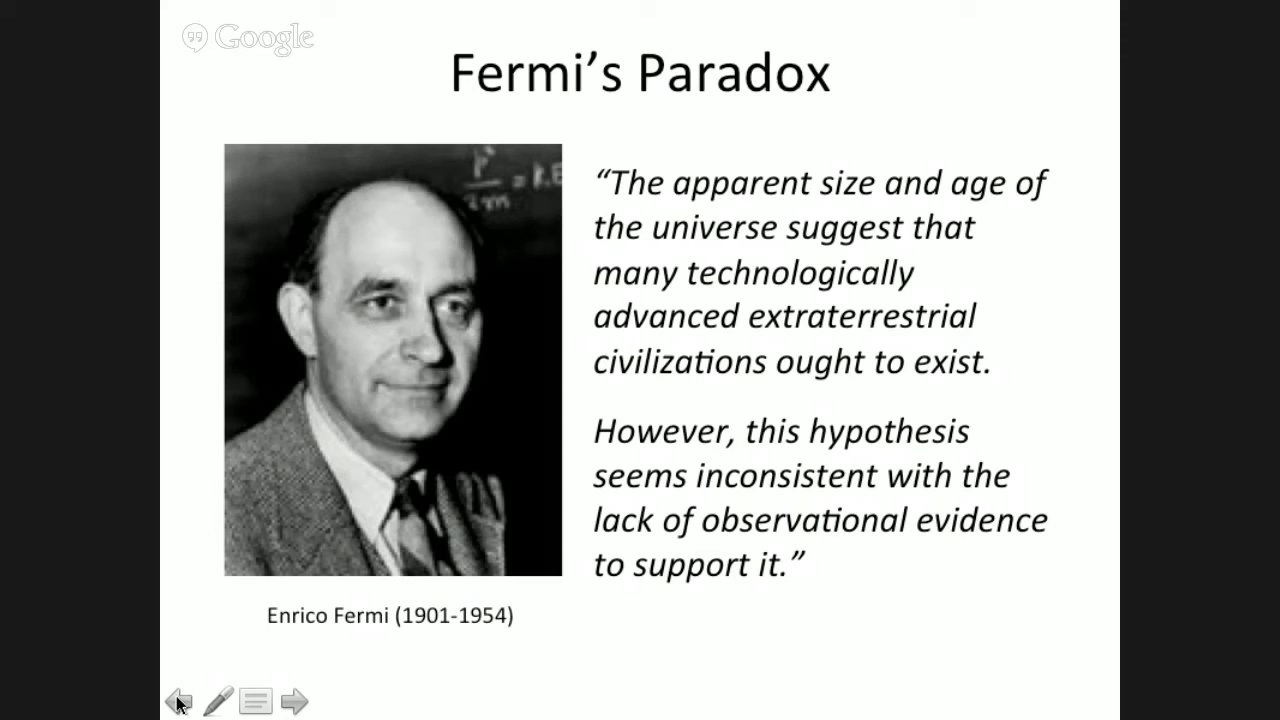 Google
Fermi’s Paradox
p²
2m = K.E
“The apparent size and age of
the universe suggest that
many technologically
advanced extraterrestrial
civilizations ought to exist.
However, this hypothesis
seems inconsistent with the
lack of observational evidence
to support it.”
Enrico Fermi (1901-1954)